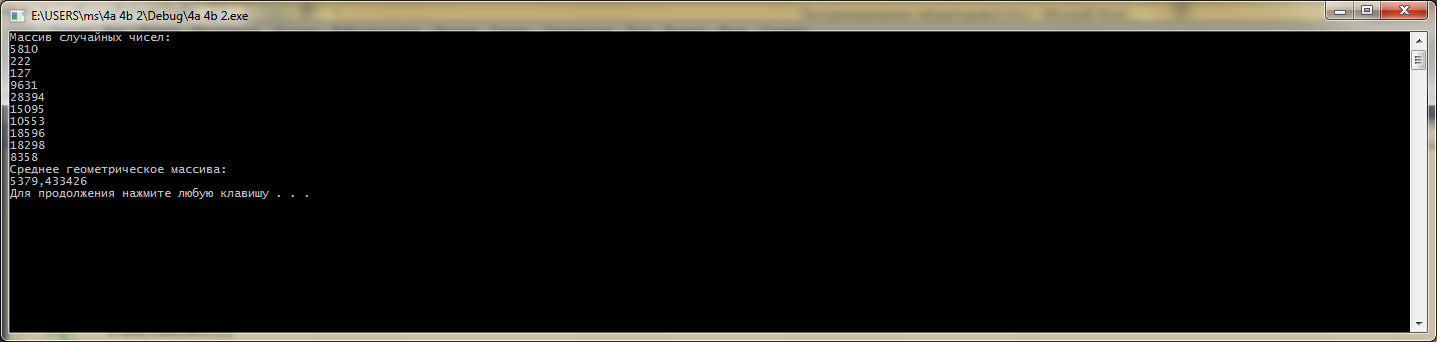 E:\USERS\ms\4a 4b 2\Debug\4a 4b 2.exe
Массив случайных чисел:
5810
222
127
9631
28394
15095
10553
18596
18298
8358
Среднее геометрическое массива:
5379,433426
Для продолжения нажмите любую клавишу . . .